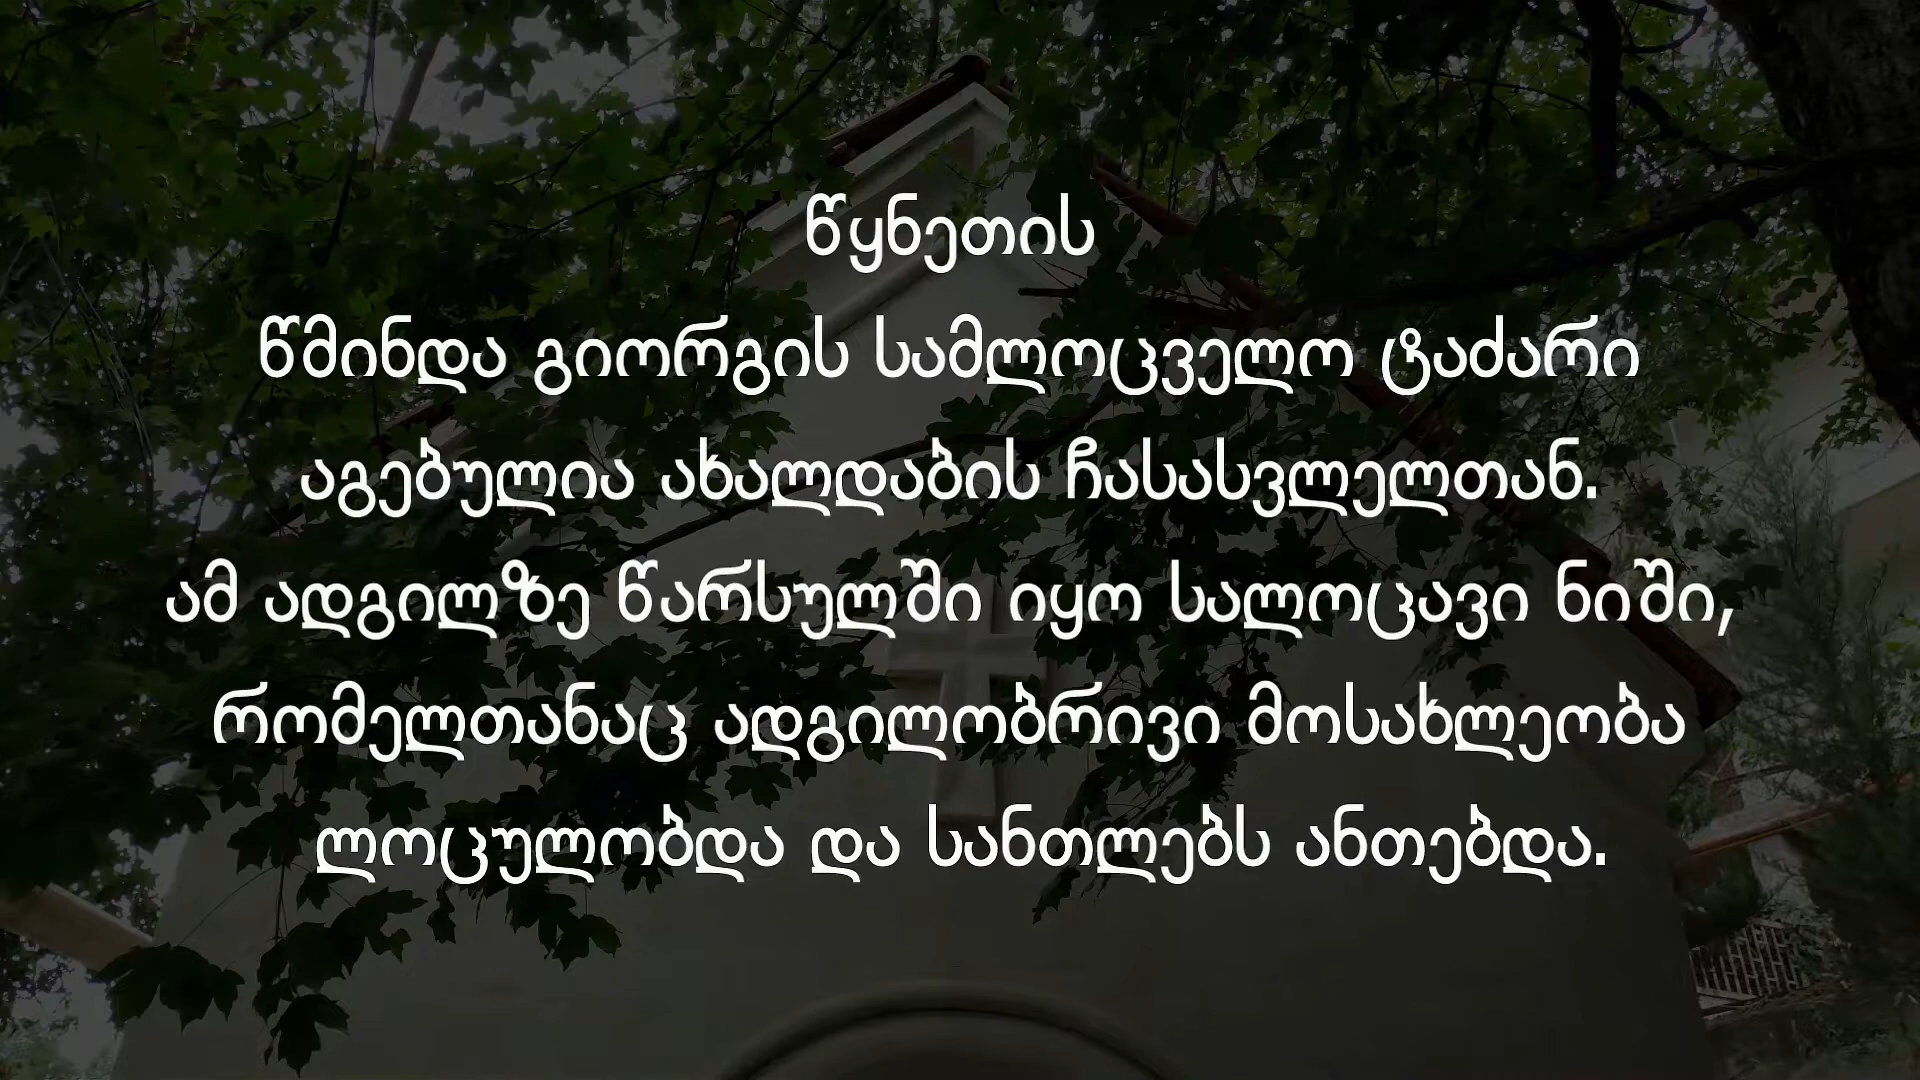 წყნეთის
წმინდა გიორგის სამლოცველო ტაძარი
აგებულია ახალდაბის ჩასასვლელთან.
ამ ადგილზე წარსულში იყო სალოცავი ნიში,
რომელთანაც ადგილობრივი მოსახლეობა
ლოცულობდა და სანთლებს ანთებდა.